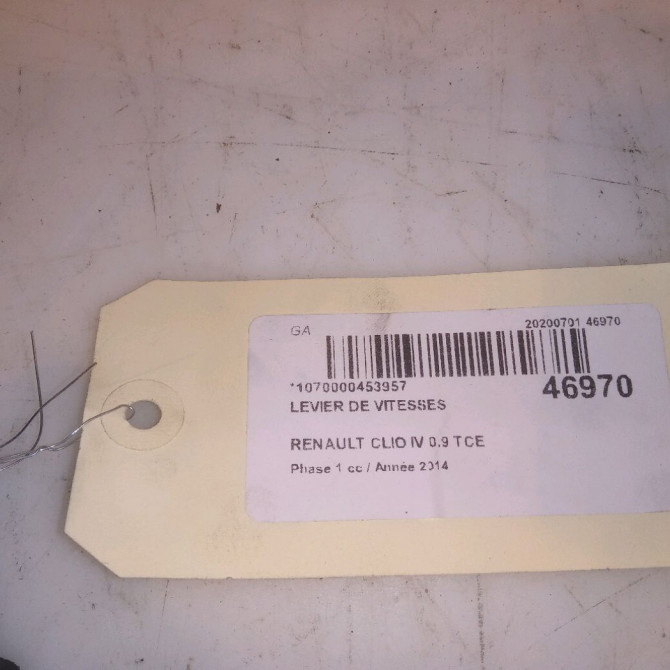 GA
20200701 46970
*1070000453957
46970
LEVIER DE VITESSES
RENAULT CLIO IV 0.9 TCE
Phase 1 cc / Année 2014